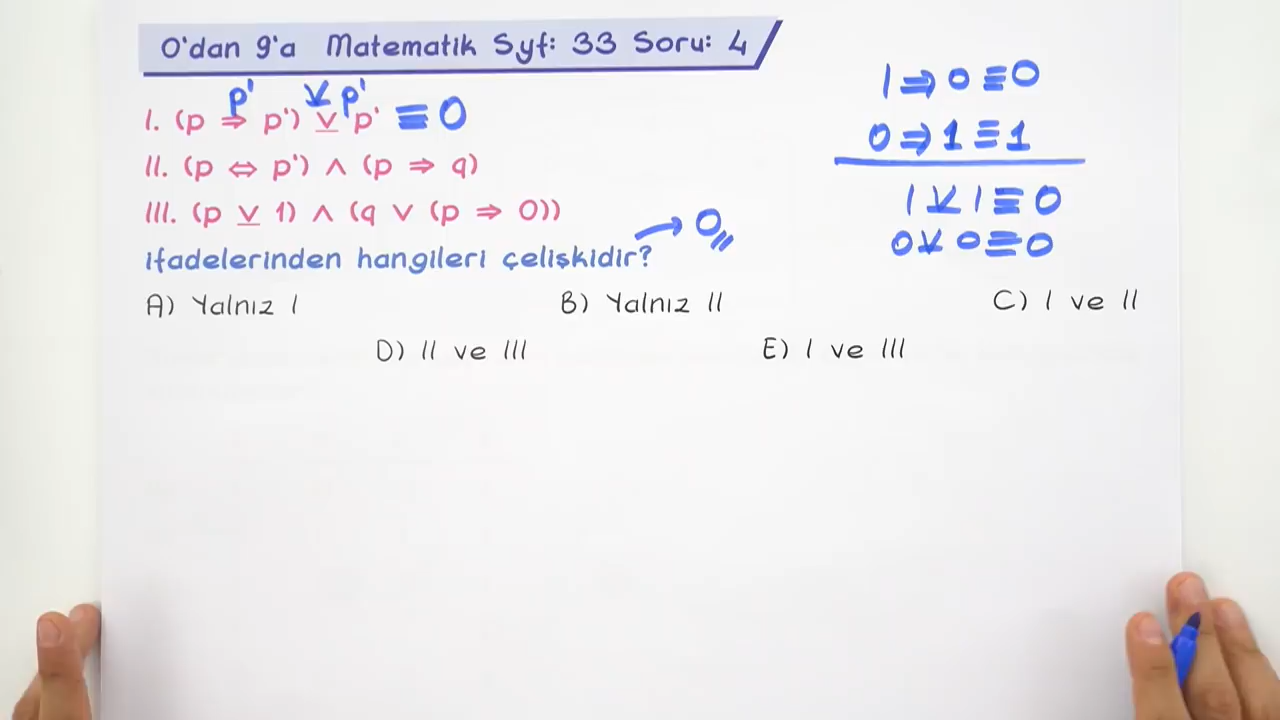 0'dan 9'a Matematik Syf: 33 Soru: 4
p' ⊻ p'
I. (p ⇒ p') ⊻ p' ≡ 0
II. (p ⇔ p') ∧ (p ⇒ q)
III. (p ⊻ 1) ∧ (q ∨ (p ⇒ 0))
ifadelerinden hangileri çelişkidir? → 0,,
A) Yalnız I B) Yalnız II C) I ve II
D) II ve III E) I ve III
1 ⇒ 0 ≡ 0
0 ⇒ 1 ≡ 1
1 ⊻ 1 ≡ 0
0 ⊻ 0 ≡ 0